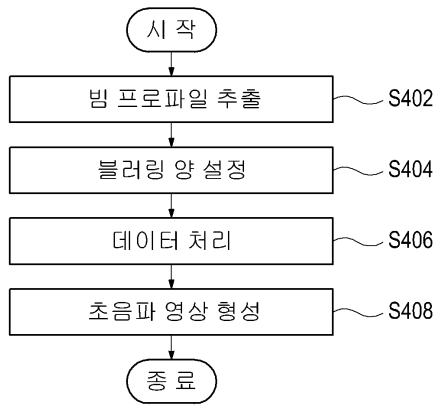 시 작
빔 프로파일 추출 S402
블러링 양 설정 S404
데이터 처리 S406
초음파 영상 형성 S408
종 료